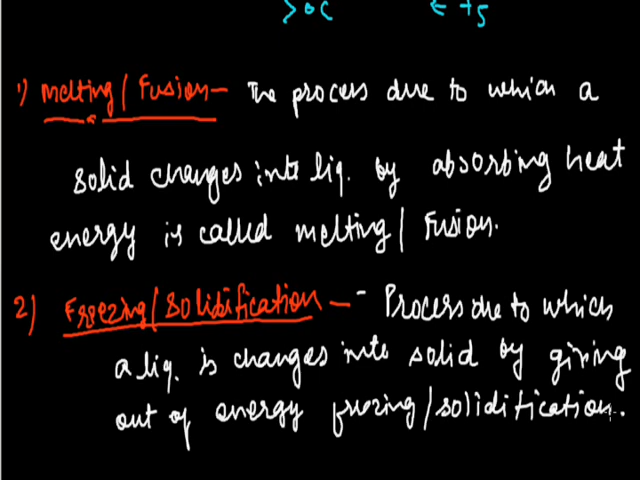 >0c ← +5
1) Melting/Fusion- The process due to which a
solid changes into liq. by absorbing heat
energy is called melting/Fusion.
2) Freezing/Solidification - - Process due to which
a liq. is changes into solid by giving
out of energy freezing/solidification.